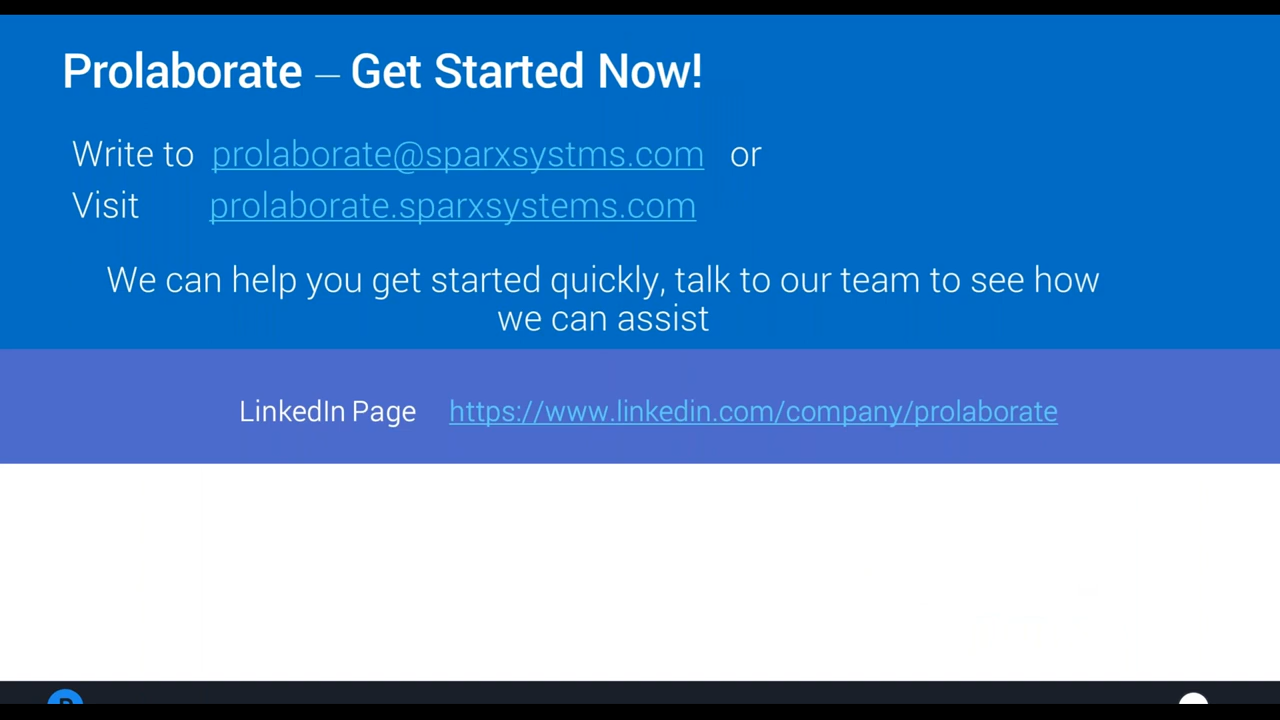 Prolaborate – Get Started Now!
Write to prolaborate@sparxsystms.com or
Visit prolaborate.sparxsystems.com
We can help you get started quickly, talk to our team to see how
we can assist
LinkedIn Page https://www.linkedin.com/company/prolaborate